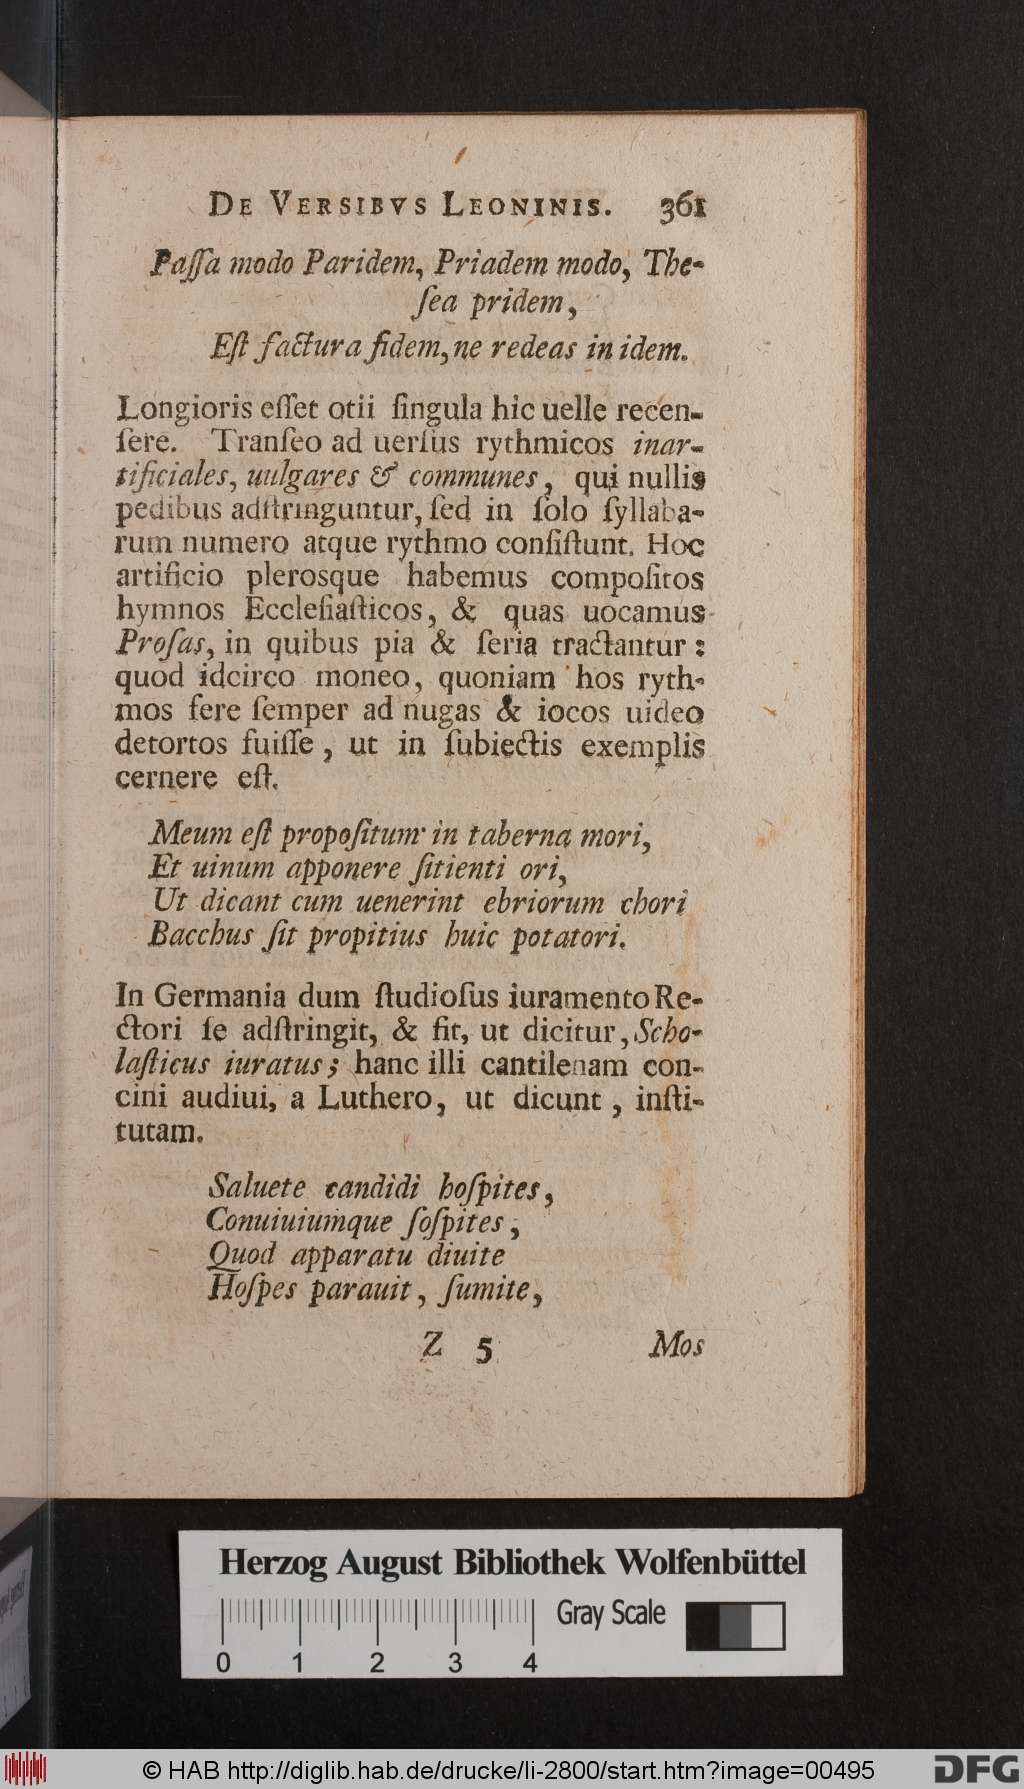 DE VERSIBVS LEONINIS. 361
Paſſa modo Paridem, Priadem modo, The-
ſea pridem,
Eſt factura fidem, ne redeas in idem.
Longioris eſſet otii ſingula hic uelle recen-
ſere. Tranſeo ad uerſus rythmicos inar-
tificiales, uulgares & communes, qui nullis
pedibus adſtringuntur, ſed in ſolo ſyllaba-
rum numero atque rythmo conſiſtunt. Hoc
artificio plerosque habemus compoſitos
hymnos Eccleſiaſticos, & quas uocamus
Proſas, in quibus pia & ſeria tractantur:
quod idcirco moneo, quoniam hos ryth-
mos fere ſemper ad nugas & iocos uideo
detortos fuiſſe, ut in ſubiectis exemplis
cernere eſt.
Meum eſt propoſitum in taberna mori,
Et uinum apponere ſitienti ori,
Ut dicant cum uenerint ebriorum chori
Bacchus ſit propitius huic potatori.
In Germania dum ſtudioſus iuramento Re-
ctori ſe adſtringit, & fit, ut dicitur, Scho-
laſticus iuratus; hanc illi cantilenam con-
cini audiui, a Luthero, ut dicunt, inſti-
tutam.
Saluete candidi hoſpites,
Conuiuiumque ſoſpites,
Quod apparatu diuite
Hoſpes parauit, ſumite,
Z 5 Mos
Herzog August Bibliothek Wolfenbüttel
Gray Scale
0 1 2 3 4
© HAB http://diglib.hab.de/drucke/li-2800/start.htm?image=00495
DFG